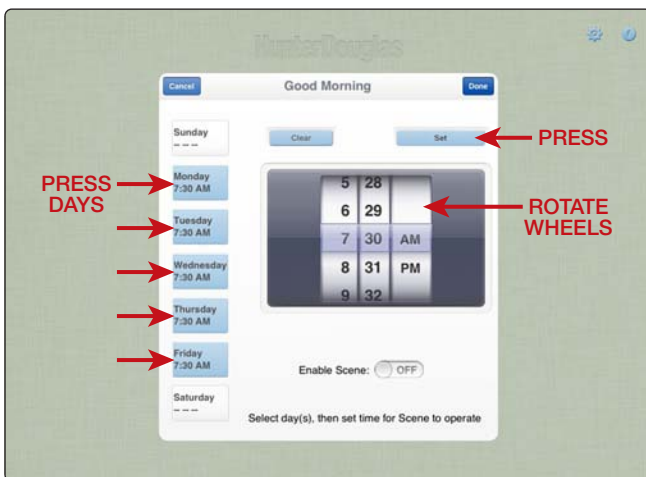 HunterDouglas
Cancel
Good Morning
Done
Sunday
– – –
Clear
Set
PRESS
PRESS
DAYS
Monday
7:30 AM
Tuesday
7:30 AM
Wednesday
7:30 AM
Thursday
7:30 AM
Friday
7:30 AM
Saturday
– – –
5 28
6 29
7 30 AM
8 31 PM
9 32
ROTATE
WHEELS
Enable Scene: OFF
Select day(s), then set time for Scene to operate